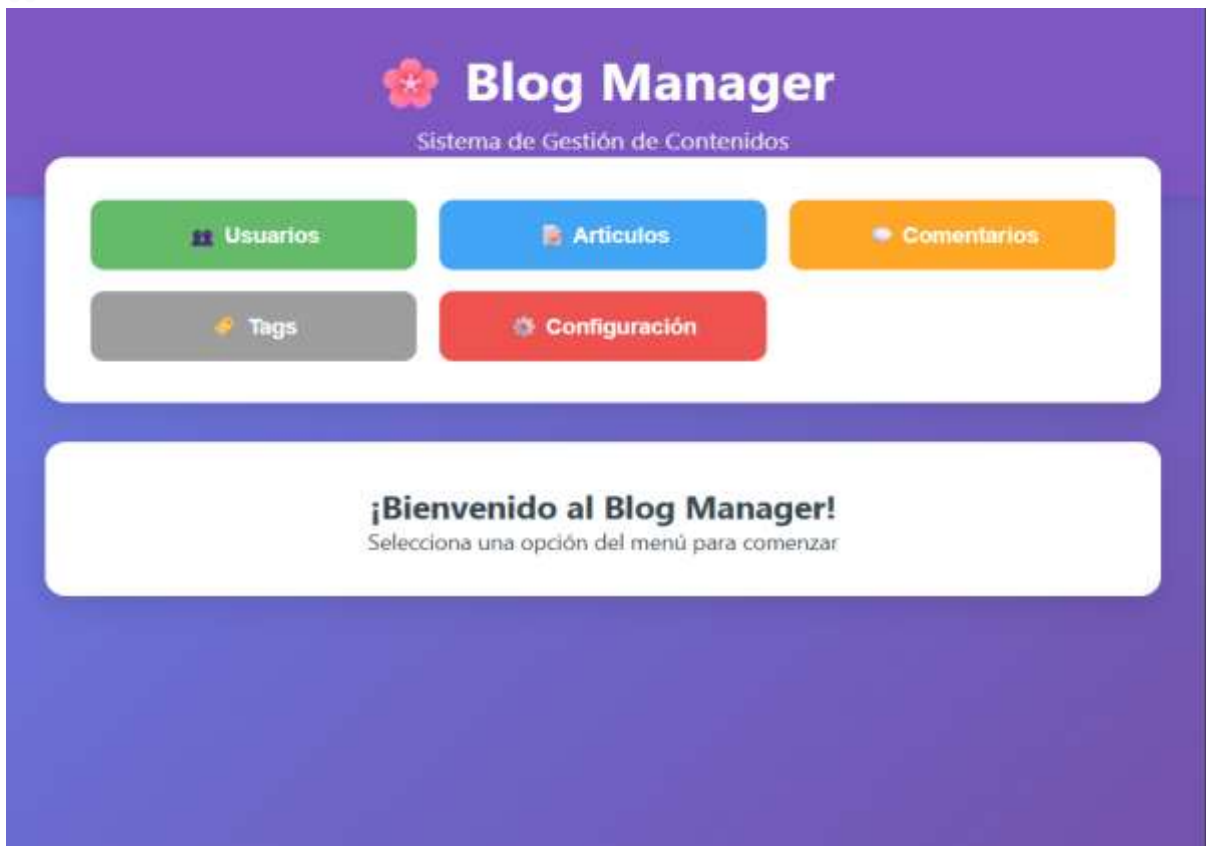 Blog Manager
Sistema de Gestión de Contenidos
Usuarios
Articulos
Comentarios
Tags
Configuración
¡Bienvenido al Blog Manager!
Selecciona una opción del menú para comenzar